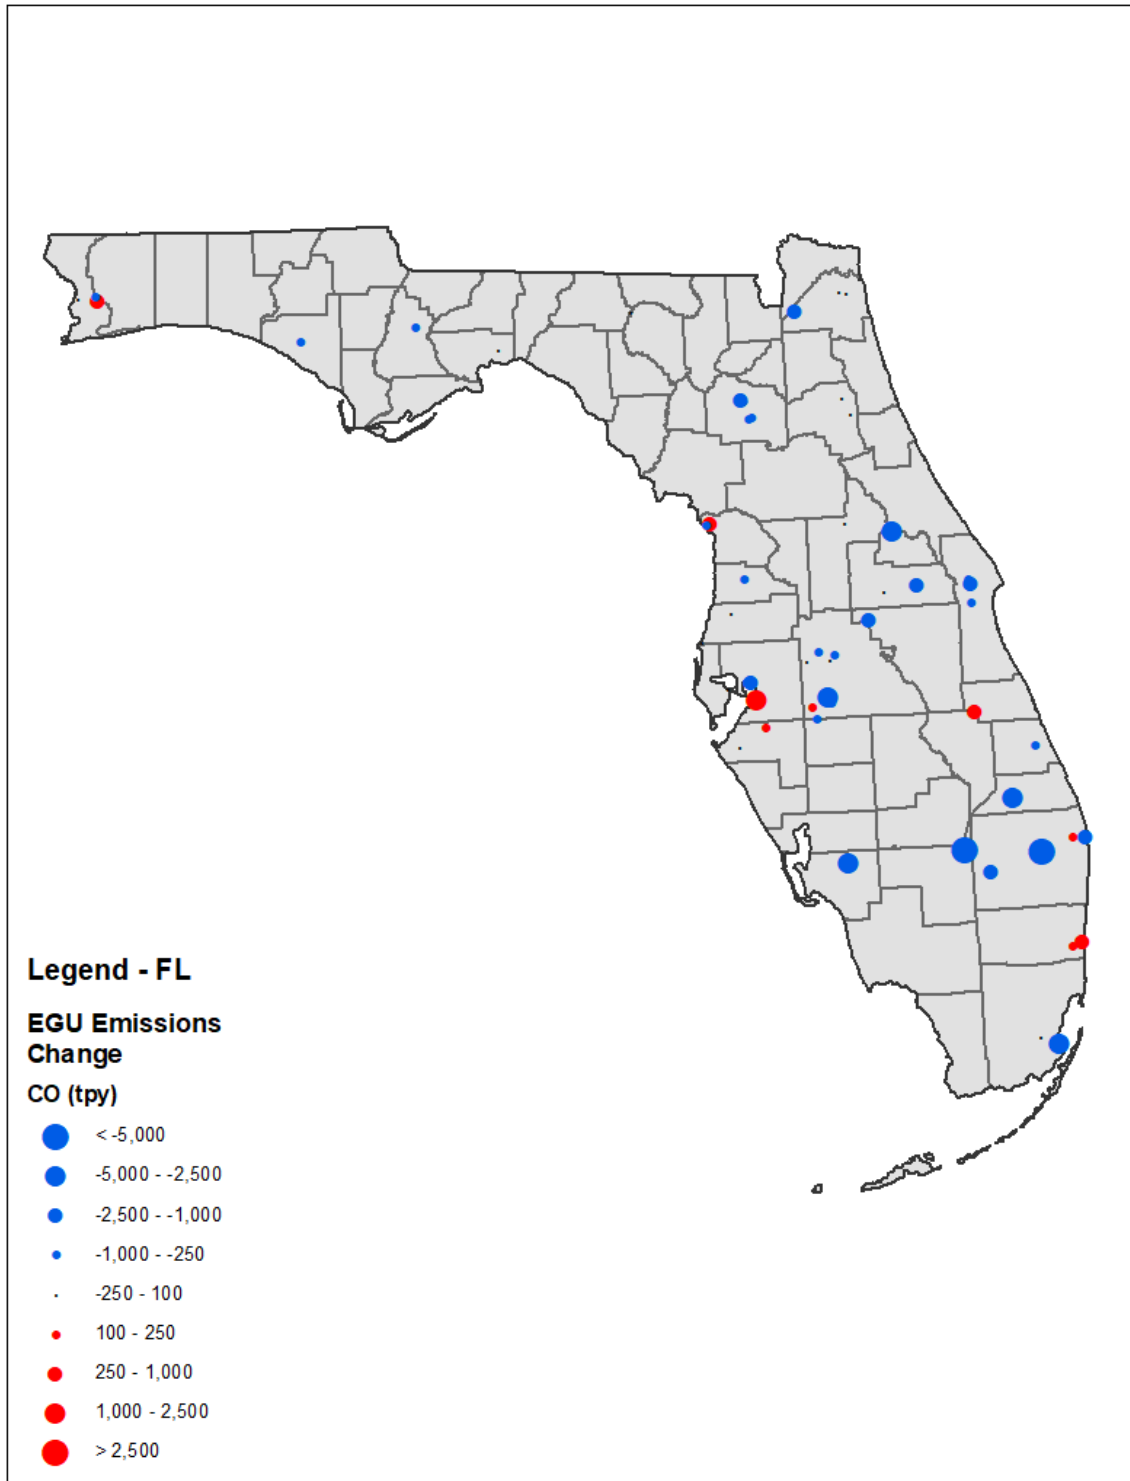 Legend - FL
EGU Emissions
Change
CO (tpy)
< -5,000
-5,000 - -2,500
-2,500 - -1,000
-1,000 - -250
-250 - 100
100 - 250
250 - 1,000
1,000 - 2,500
> 2,500